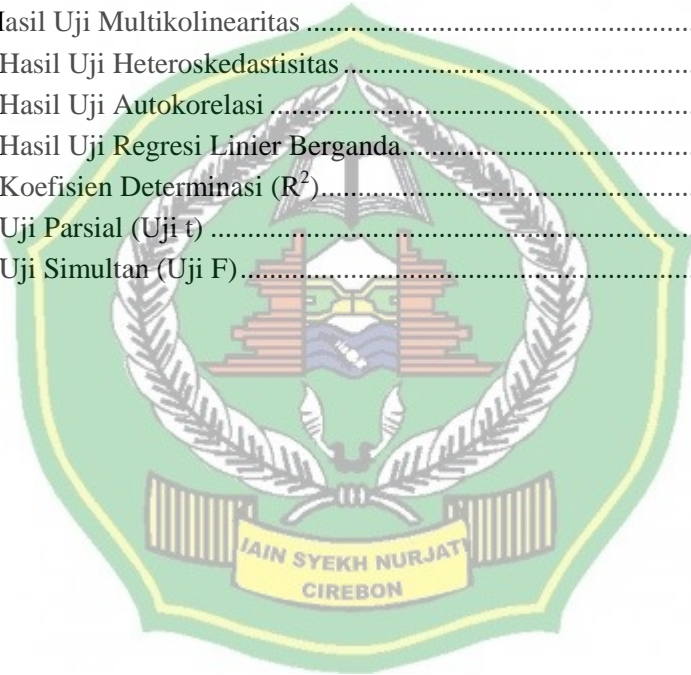 Hasil Uji Multikolinearitas ........................................................
Hasil Uji Heteroskedastisitas ..................................................
Hasil Uji Autokorelasi ..............................................................
Hasil Uji Regresi Linier Berganda..........................................
Koefisien Determinasi (R²).....................................................
Uji Parsial (Uji t) .......................................................................
Uji Simultan (Uji F)..................................................................
IAIN SYEKH NURJATI
CIREBON